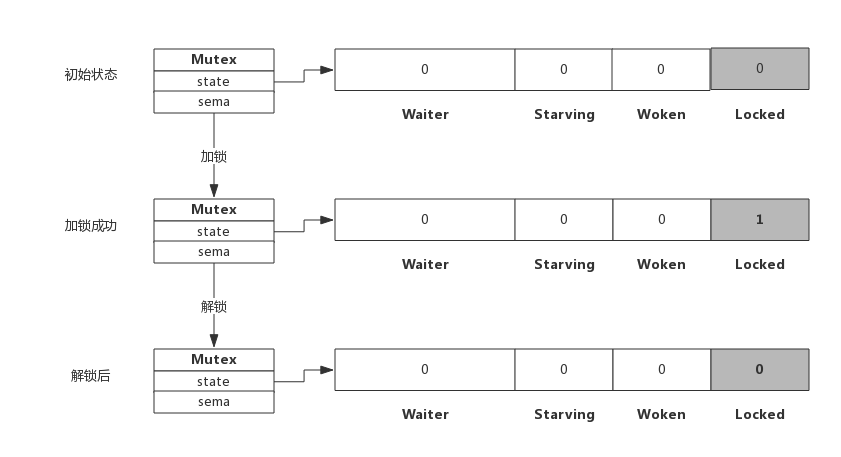 Mutex
初始状态
state
0 0 0 0
sema
Waiter Starving Woken Locked
加锁
Mutex
加锁成功
state
0 0 0 1
sema
Waiter Starving Woken Locked
解锁
Mutex
解锁后
state
0 0 0 0
sema
Waiter Starving Woken Locked